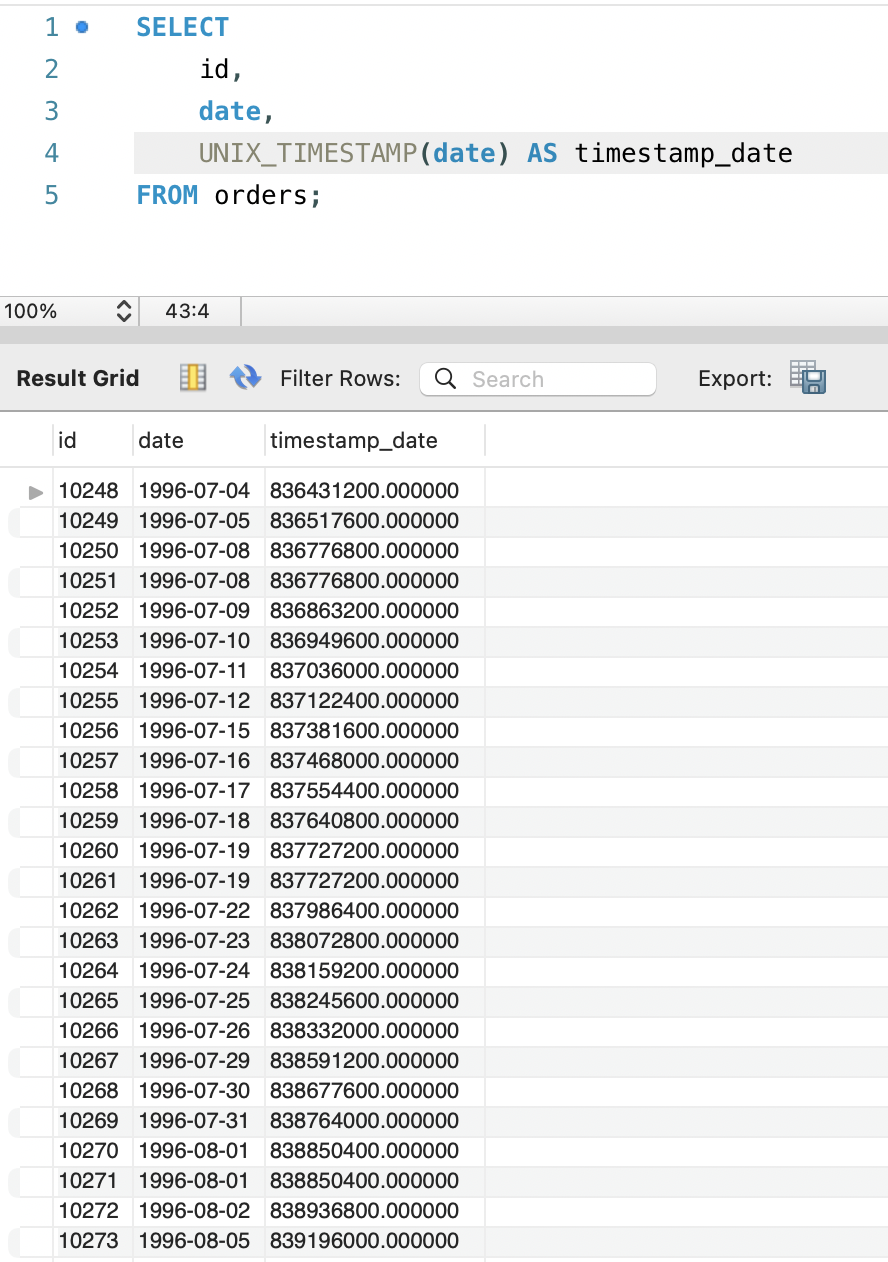 1 SELECT
2 id,
3 date,
4 UNIX_TIMESTAMP(date) AS timestamp_date
5 FROM orders;
100% 43:4
Result Grid Filter Rows: Search Export:
id date timestamp_date
10248 1996-07-04 836431200.000000
10249 1996-07-05 836517600.000000
10250 1996-07-08 836776800.000000
10251 1996-07-08 836776800.000000
10252 1996-07-09 836863200.000000
10253 1996-07-10 836949600.000000
10254 1996-07-11 837036000.000000
10255 1996-07-12 837122400.000000
10256 1996-07-15 837381600.000000
10257 1996-07-16 837468000.000000
10258 1996-07-17 837554400.000000
10259 1996-07-18 837640800.000000
10260 1996-07-19 837727200.000000
10261 1996-07-19 837727200.000000
10262 1996-07-22 837986400.000000
10263 1996-07-23 838072800.000000
10264 1996-07-24 838159200.000000
10265 1996-07-25 838245600.000000
10266 1996-07-26 838332000.000000
10267 1996-07-29 838591200.000000
10268 1996-07-30 838677600.000000
10269 1996-07-31 838764000.000000
10270 1996-08-01 838850400.000000
10271 1996-08-01 838850400.000000
10272 1996-08-02 838936800.000000
10273 1996-08-05 839196000.000000